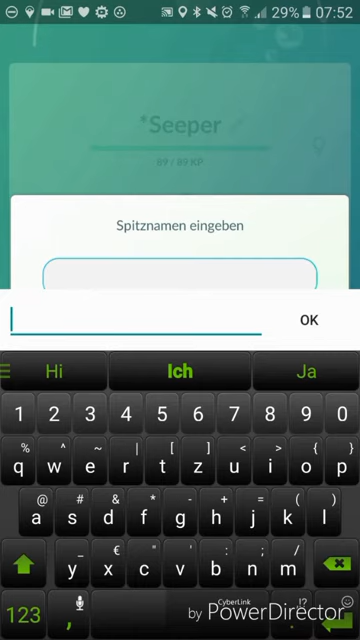 29% 07:52
*Seeper
89 / 89 KP
Spitznamen eingeben
OK
Hi Ich Ja
1 2 3 4 5 6 7 8 9 0
% ^ ~ | [ ] < > { }
q w e r t z u i o p
@ # & * - + = ( )
a s d f g h j k l
_ € " ' : ; /
y x c v b n m
123 , CyberLink . !?
by PowerDirector